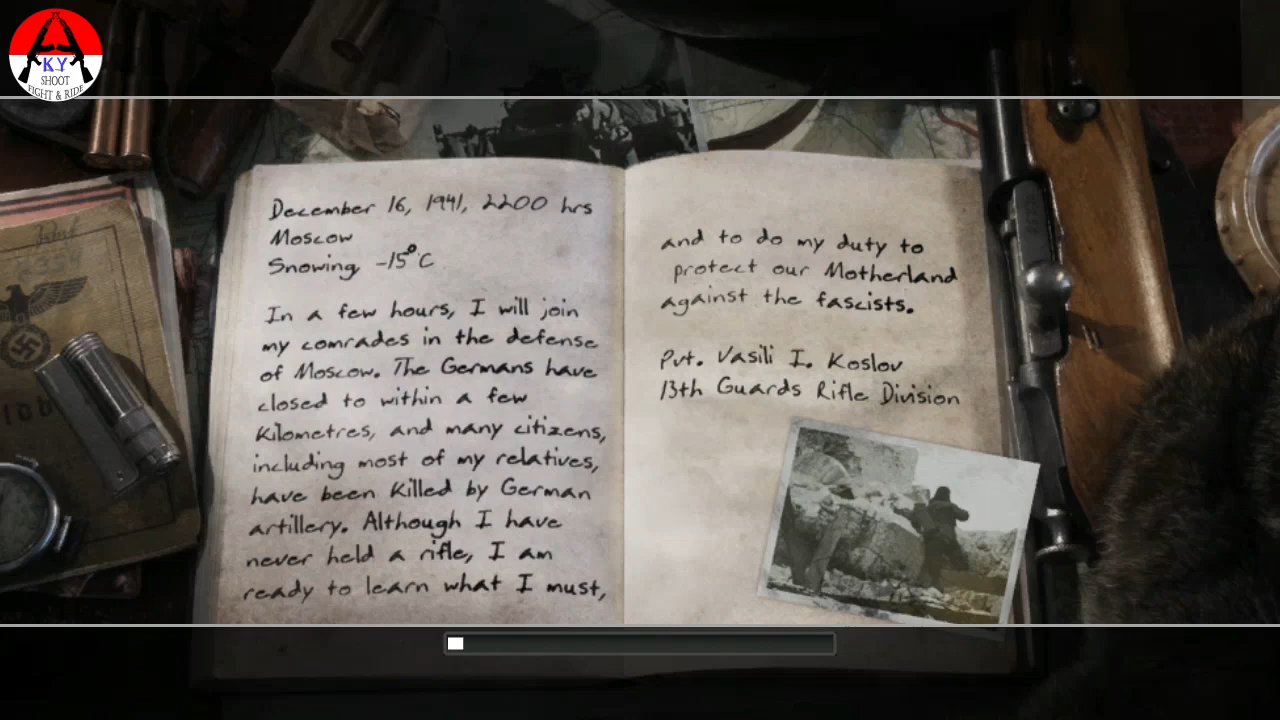 KY
SHOOT
FIGHT & RIDE
December 16, 1941, 2200 hrs
Moscow
Snowing, -15°C
In a few hours, I will join
my comrades in the defense
of Moscow. The Germans have
closed to within a few
Kilometres, and many citizens,
including most of my relatives,
have been killed by German
artillery. Although I have
never held a rifle, I am
ready to learn what I must,
and to do my duty to
protect our Motherland
against the fascists.
Pvt. Vasili I. Koslov
13th Guards Rifle Division